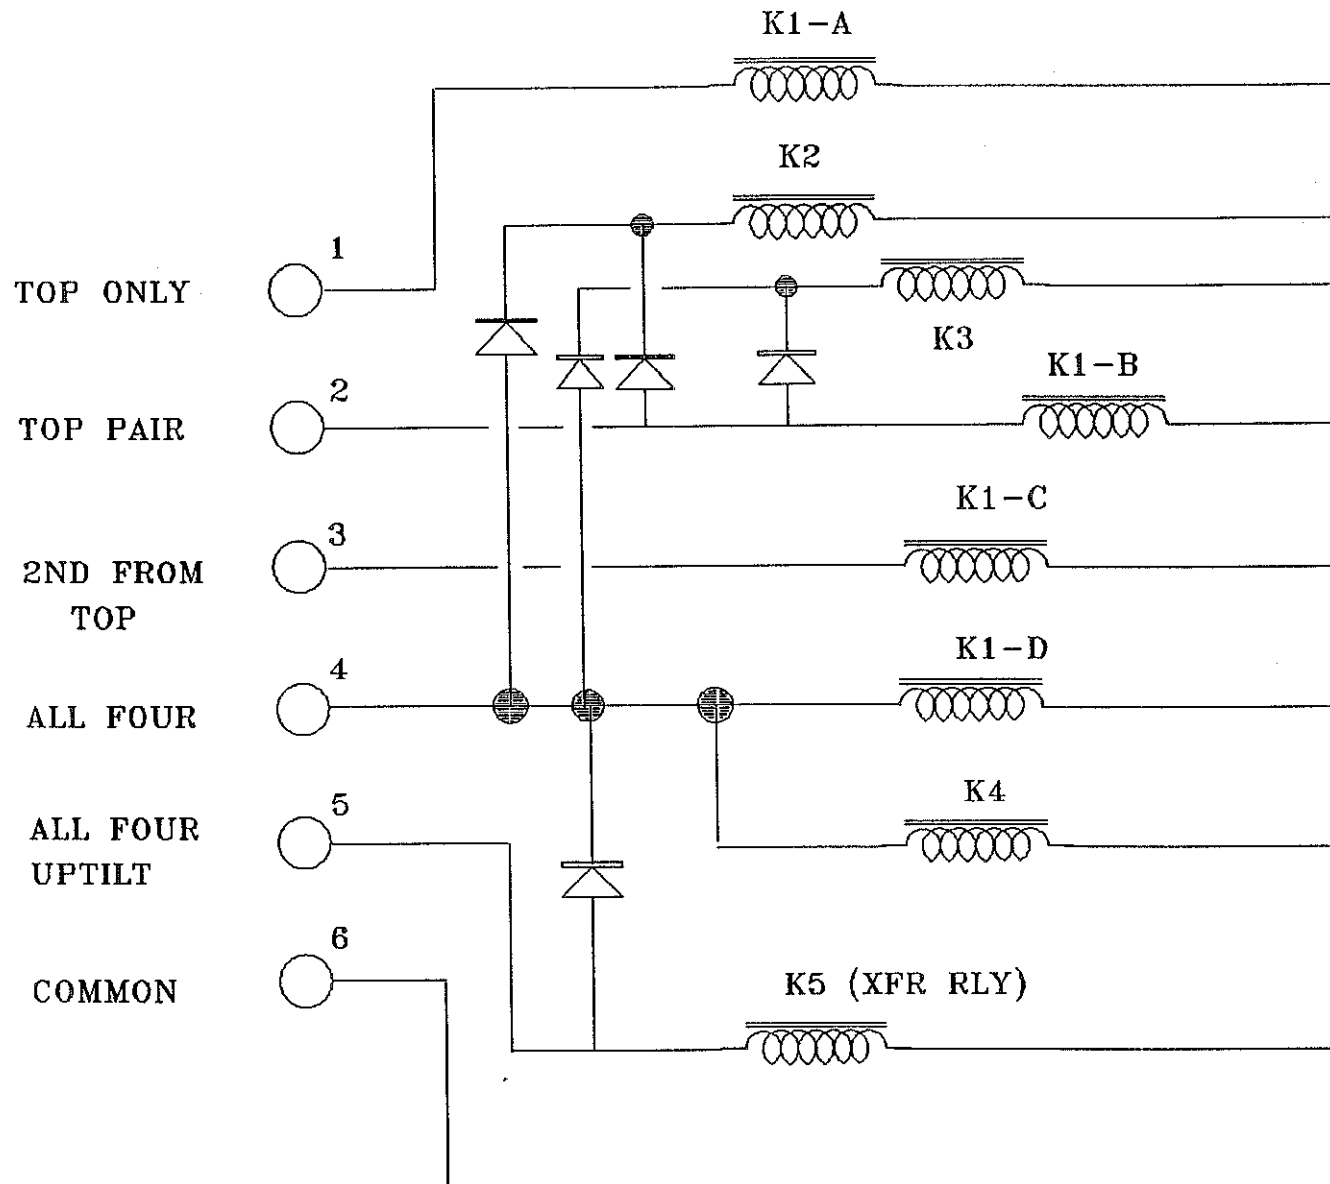 K1-A
K2
1
TOP ONLY
K3
K1-B
2
TOP PAIR
K1-C
3
2ND FROM
TOP
K1-D
4
ALL FOUR
K4
5
ALL FOUR
UPTILT
6
COMMON
K5 (XFR RLY)